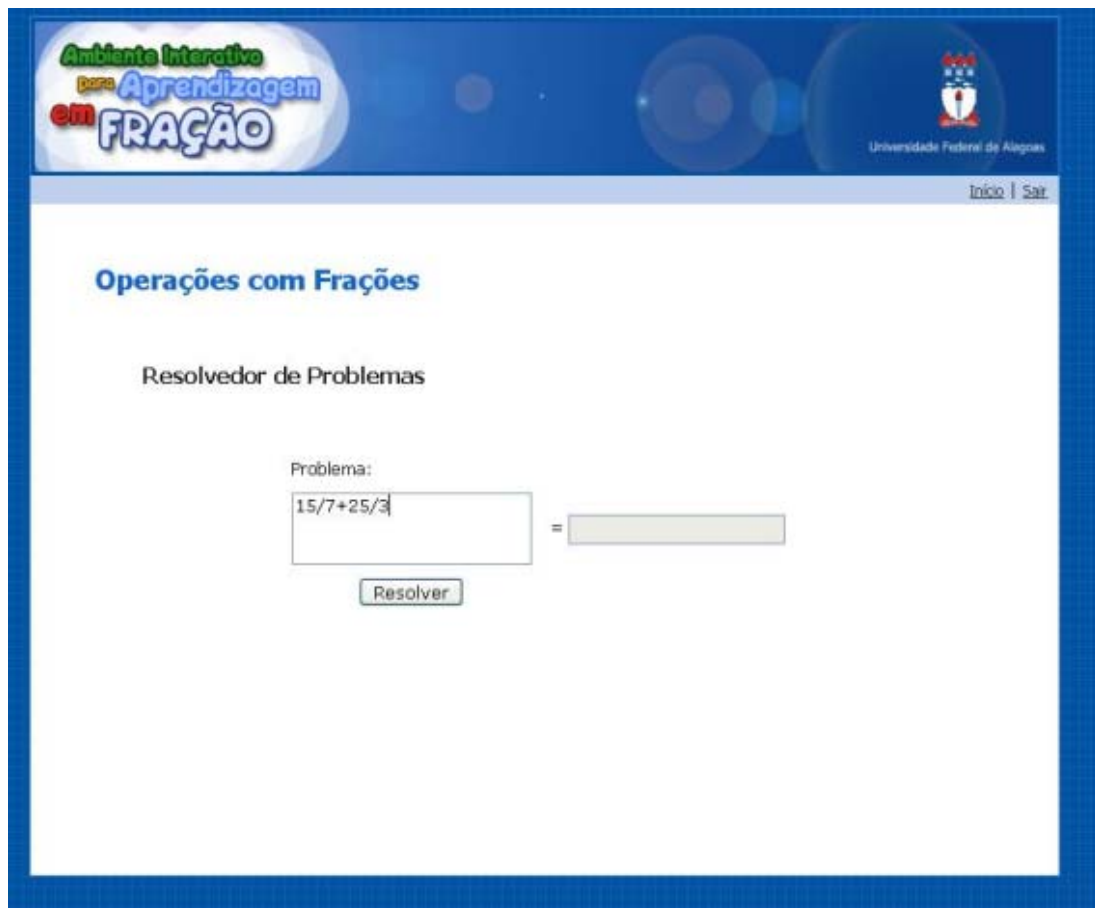 Ambiente Interativo
para Aprendizagem
em FRAÇÃO
Universidade Federal de Alagoas
Início | Sair
Operações com Frações
Resolvedor de Problemas
Problema:
15/7+25/3
=
Resolver